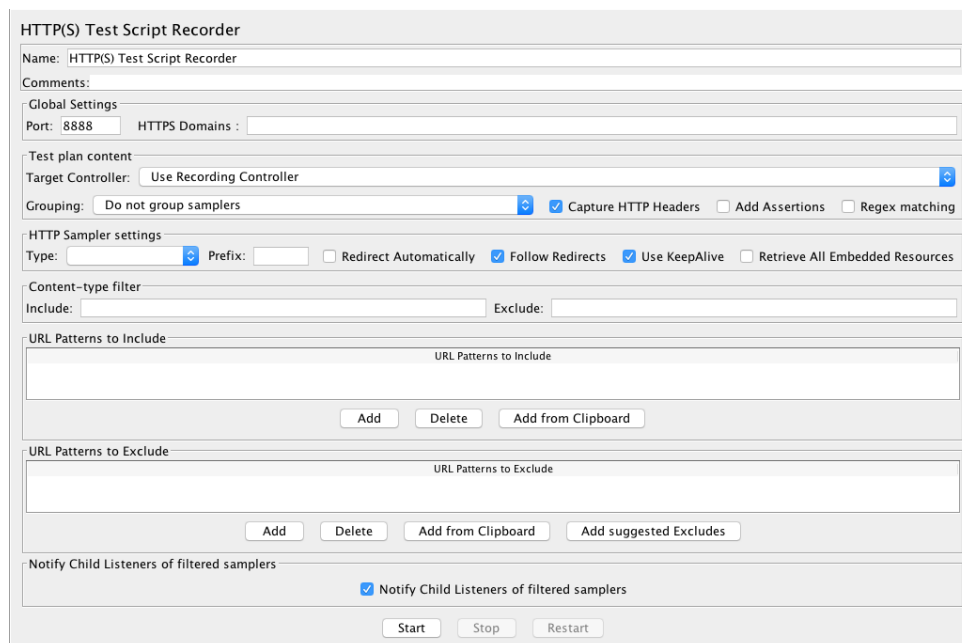 HTTP(S) Test Script Recorder
Name: HTTP(S) Test Script Recorder
Comments:
Global Settings
Port: 8888 HTTPS Domains :
Test plan content
Target Controller: Use Recording Controller
Grouping: Do not group samplers Capture HTTP Headers Add Assertions Regex matching
HTTP Sampler settings
Type: Prefix: Redirect Automatically Follow Redirects Use KeepAlive Retrieve All Embedded Resources
Content-type filter
Include: Exclude:
URL Patterns to Include
URL Patterns to Include
Add Delete Add from Clipboard
URL Patterns to Exclude
URL Patterns to Exclude
Add Delete Add from Clipboard Add suggested Excludes
Notify Child Listeners of filtered samplers
Notify Child Listeners of filtered samplers
Start Stop Restart